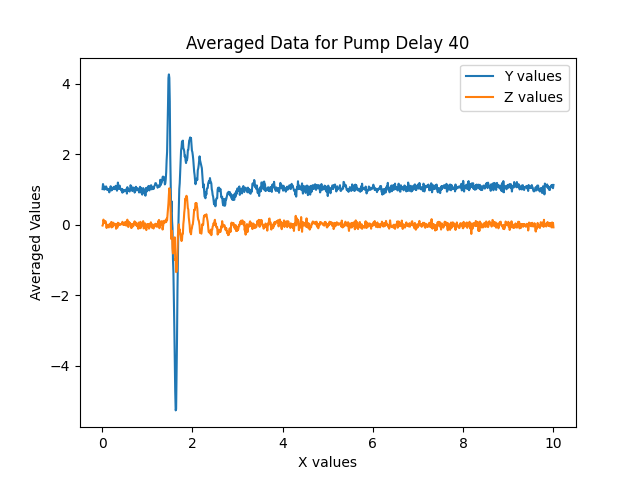 Averaged Data for Pump Delay 40
Y values
Z values
4
2
0
−2
−4
Averaged Values
0 2 4 6 8 10
X values